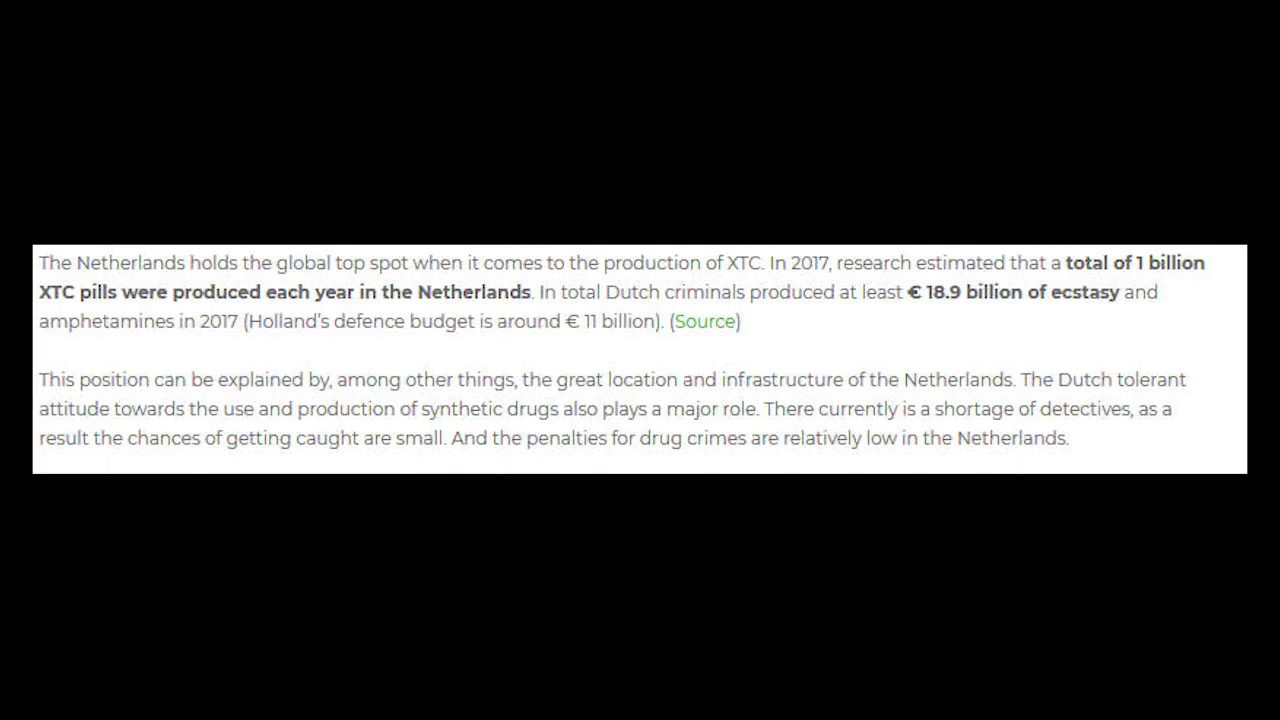 The Netherlands holds the global top spot when it comes to the production of XTC. In 2017, research estimated that a total of 1 billion
XTC pills were produced each year in the Netherlands. In total Dutch criminals produced at least € 18.9 billion of ecstasy and
amphetamines in 2017 (Holland's defence budget is around € 11 billion). (Source)
This position can be explained by, among other things, the great location and infrastructure of the Netherlands. The Dutch tolerant
attitude towards the use and production of synthetic drugs also plays a major role. There currently is a shortage of detectives, as a
result the chances of getting caught are small. And the penalties for drug crimes are relatively low in the Netherlands.